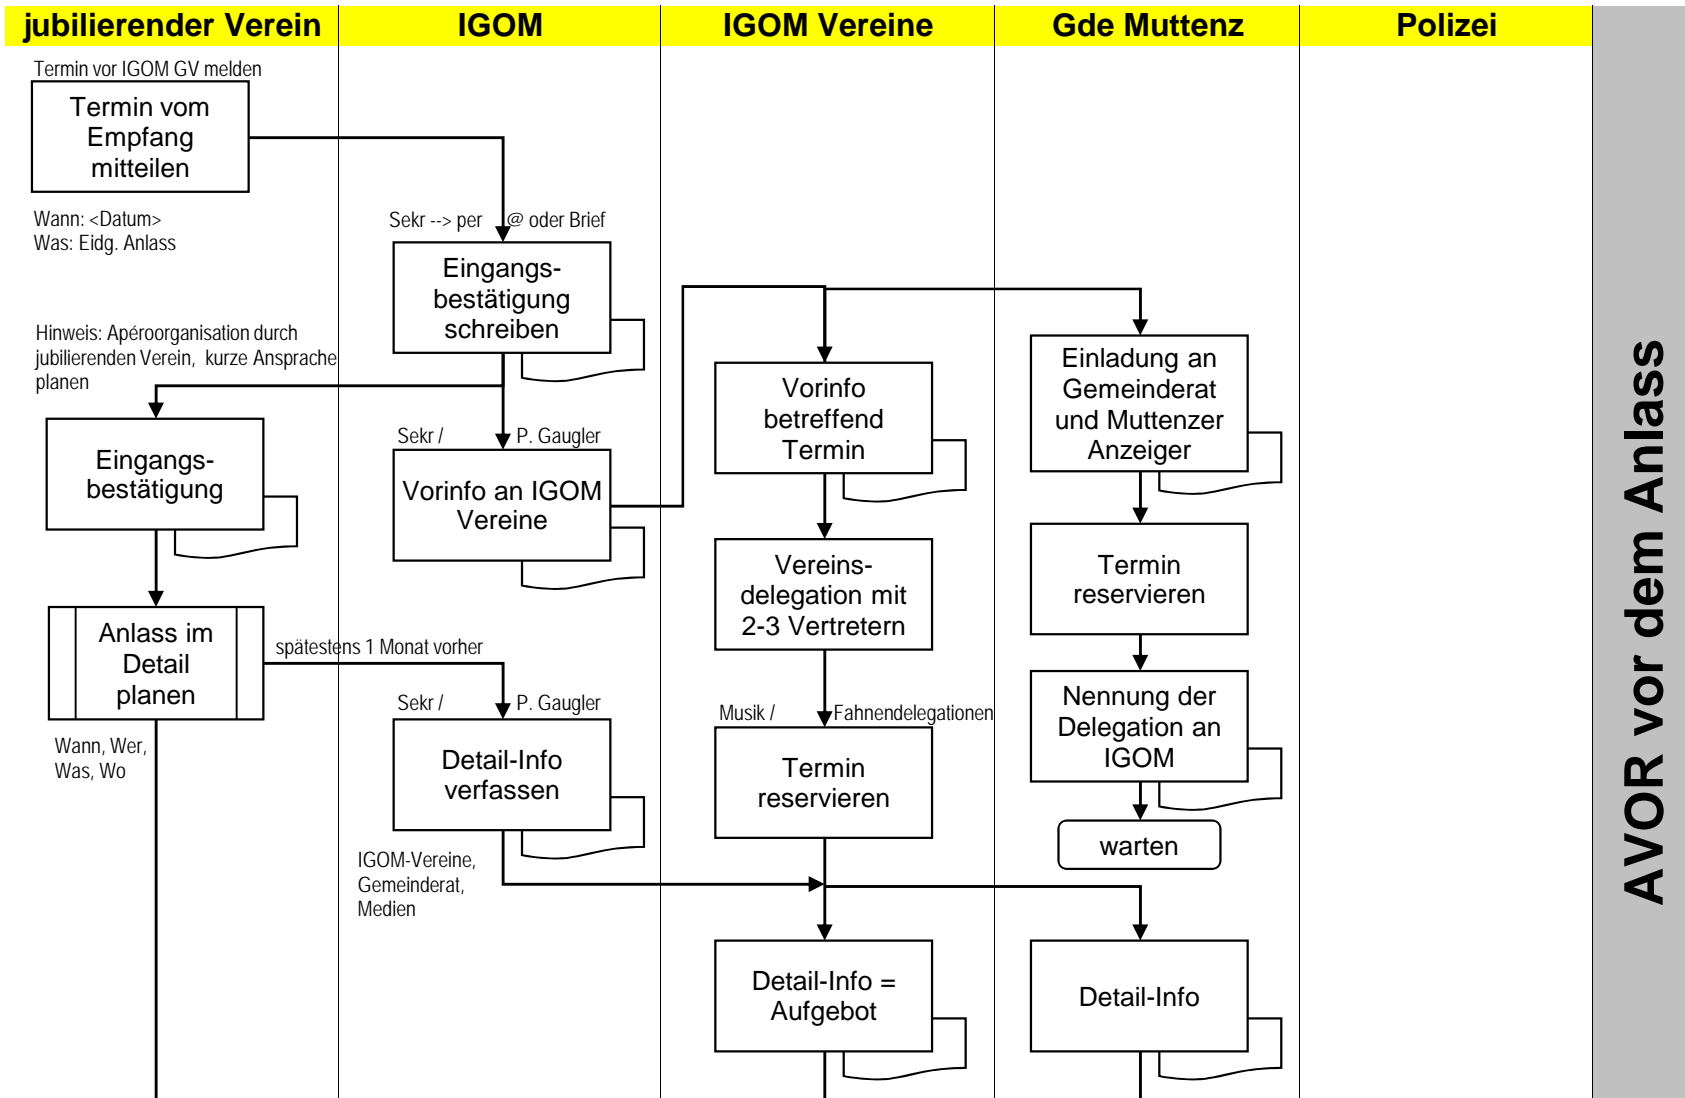 jubilierender Verein
IGOM
IGOM Vereine
Gde Muttenz
Polizei
Termin vor IGOM GV melden
Termin vom
Empfang
mitteilen
Wann: <Datum>
Was: Eidg. Anlass
Sekr --> per @ oder Brief
Eingangs-
bestätigung
schreiben
Hinweis: Apéroorganisation durch
jubilierenden Verein, kurze Ansprache
planen
Eingangs-
bestätigung
Sekr / P. Gaugler
Vorinfo an IGOM
Vereine
Vorinfo
betreffend
Termin
Einladung an
Gemeinderat
und Muttenzer
Anzeiger
Vereins-
delegation mit
2-3 Vertretern
Termin
reservieren
Anlass im
Detail
planen
spätestens 1 Monat vorher
Wann, Wer,
Was, Wo
Sekr / P. Gaugler
Detail-Info
verfassen
IGOM-Vereine,
Gemeinderat,
Medien
Musik / Fahnendelegationen
Termin
reservieren
Nennung der
Delegation an
IGOM
warten
Detail-Info =
Aufgebot
Detail-Info
AVOR vor dem Anlass